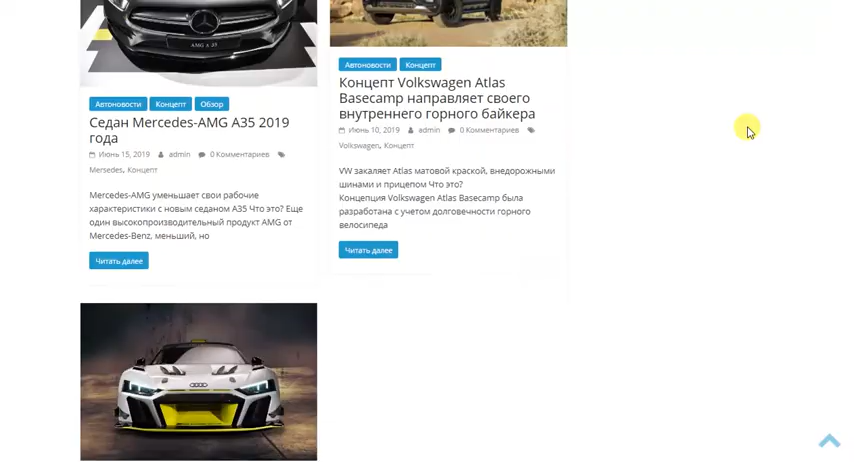 AMG A 35
Автоновости Концепт Обзор
Седан Mercedes-AMG A35 2019
года
Июнь 15, 2019 admin 0 Комментариев
Mersedes, Концепт
Mercedes-AMG уменьшает свои рабочие
характеристики с новым седаном A35 Что это? Еще
один высокопроизводительный продукт AMG от
Mercedes-Benz, меньший, но
Читать далее
Автоновости Концепт
Концепт Volkswagen Atlas
Basecamp направляет своего
внутреннего горного байкера
Июнь 10, 2019 admin 0 Комментариев
Volkswagen, Концепт
VW закаляет Atlas матовой краской, внедорожными
шинами и прицепом Что это?
Концепция Volkswagen Atlas Basecamp была
разработана с учетом долговечности горного
велосипеда
Читать далее